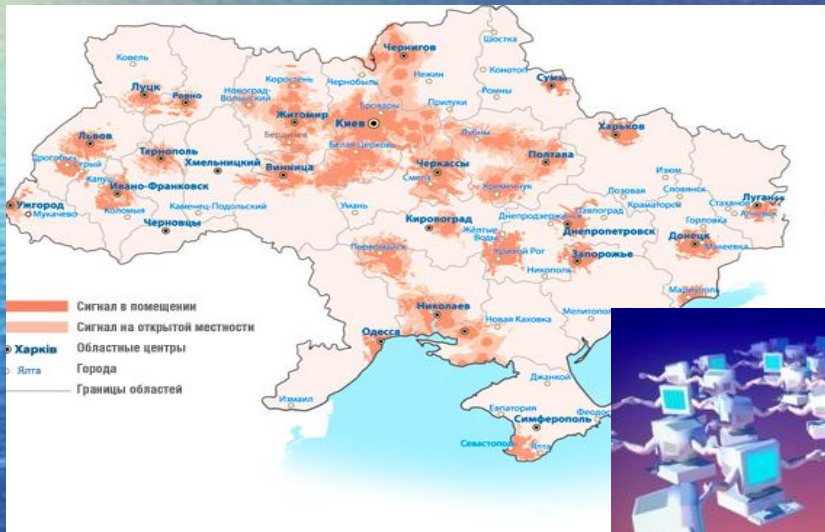 Шостка
Чернигов
Ковель
Конотоп
Коростень
Чернобыль
Нежин
Сумы
Луцк
Ровно
Новоград-
Волынский
Ромны
Бровары
Прилуки
Житомир
Киев
Харьков
Львов
Бердичев
Лубны
Белая Церковь
Тернополь
Хмельницкий
Полтава
Дрогобыч
Стрый
Винница
Черкассы
Изюм
Калуш
Смела
Ивано-Франковск
Кременчук
Лозовая
Славянск
Луганск
Ужгород
Умань
Стаханов
Каменец-Подольский
Краматорск
Мукачево
Коломыя
Днепродзержинск
Павлоград
Алчевск
Кировоград
Горловка
Черновцы
Жёлтые
Воды
Днепропетровск
Донецк
Первомайск
Кривой Рог
Макеевка
Запорожье
Никополь
Мариуполь
Николаев
Новая Каховка
Мелитополь
Одесса
Джанкой
Измаил
Евпатория
Феодос
Симферополь
Севастополь
Ялта
Сигнал в помещении
Сигнал на открытой местности
Харків Областные центры
Ялта Города
Границы областей